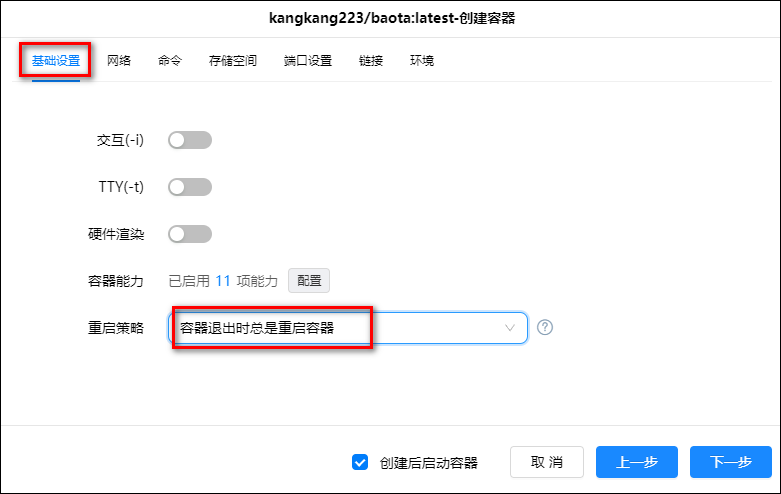 kangkang223/baota:latest-创建容器
基础设置 网络 命令 存储空间 端口设置 链接 环境
交互(-i)
TTY(-t)
硬件渲染
容器能力 已启用 11 项能力 配置
重启策略 容器退出时总是重启容器 ?
创建后启动容器 取 消 上一步 下一步